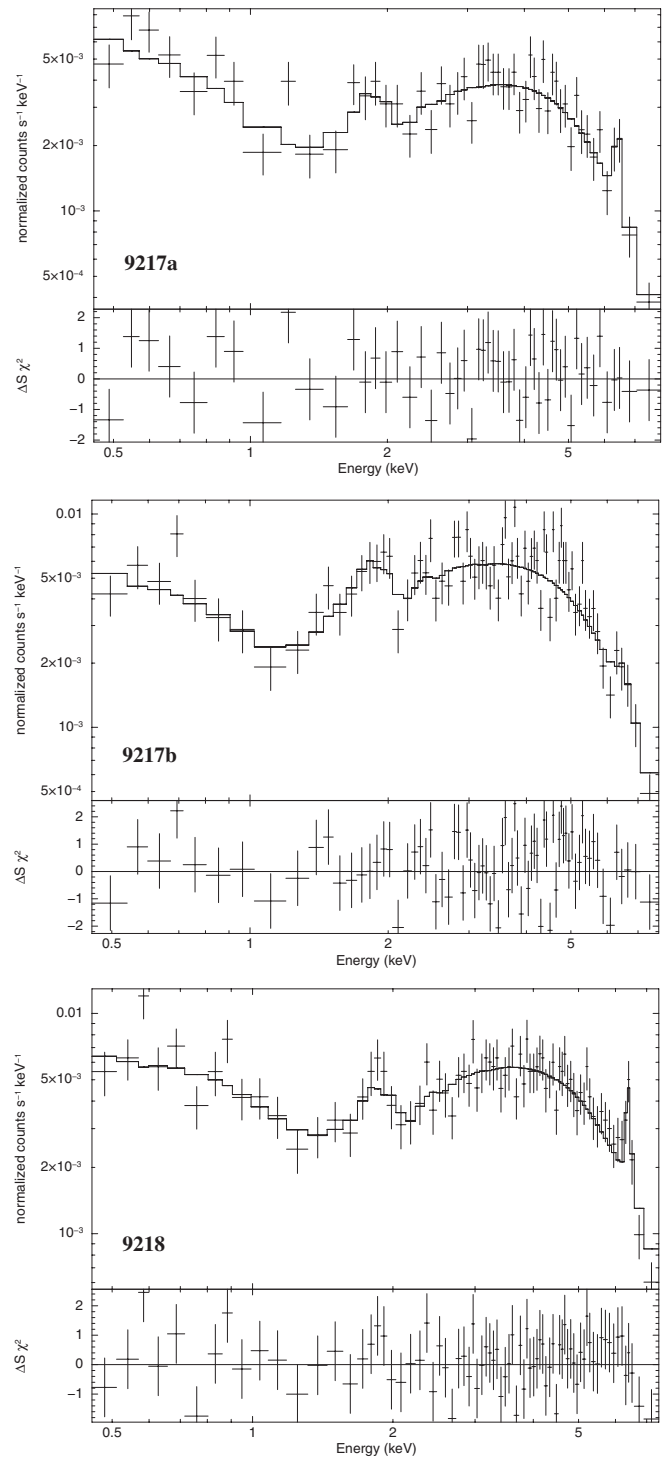 normalized counts s⁻¹ keV⁻¹
5×10⁻³
2×10⁻³
10⁻³
5×10⁻⁴
9217a
ΔS χ²
2
1
0
−1
−2
0.5 1 2 5
Energy (keV)
normalized counts s⁻¹ keV⁻¹
0.01
5×10⁻³
2×10⁻³
10⁻³
5×10⁻⁴
9217b
ΔS χ²
2
1
0
−1
−2
0.5 1 2 5
Energy (keV)
normalized counts s⁻¹ keV⁻¹
0.01
5×10⁻³
2×10⁻³
10⁻³
9218
ΔS χ²
2
1
0
−1
0.5 1 2 5
Energy (keV)